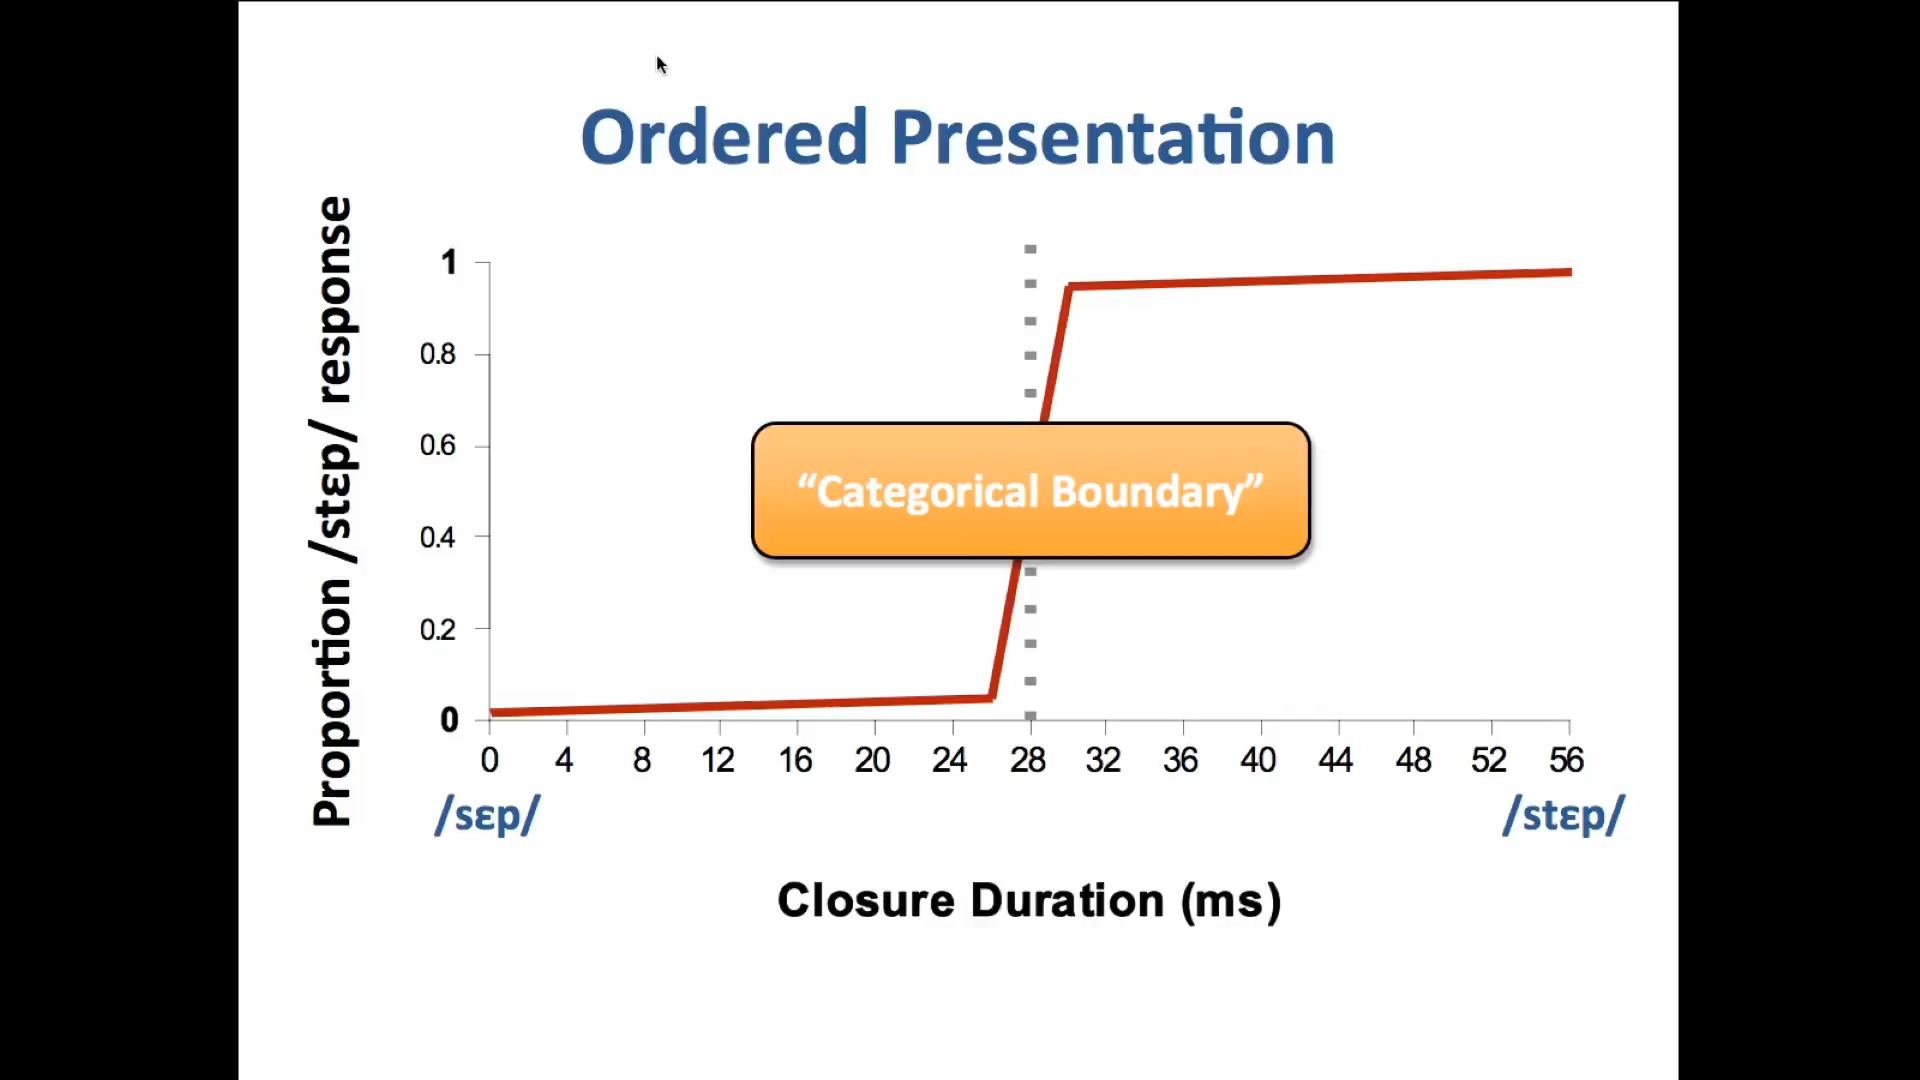 Ordered Presentation
Proportion /stɛp/ response
1
0.8
0.6
0.4
0.2
0
“Categorical Boundary”
0 4 8 12 16 20 24 28 32 36 40 44 48 52 56
/sɛp/ /stɛp/
Closure Duration (ms)